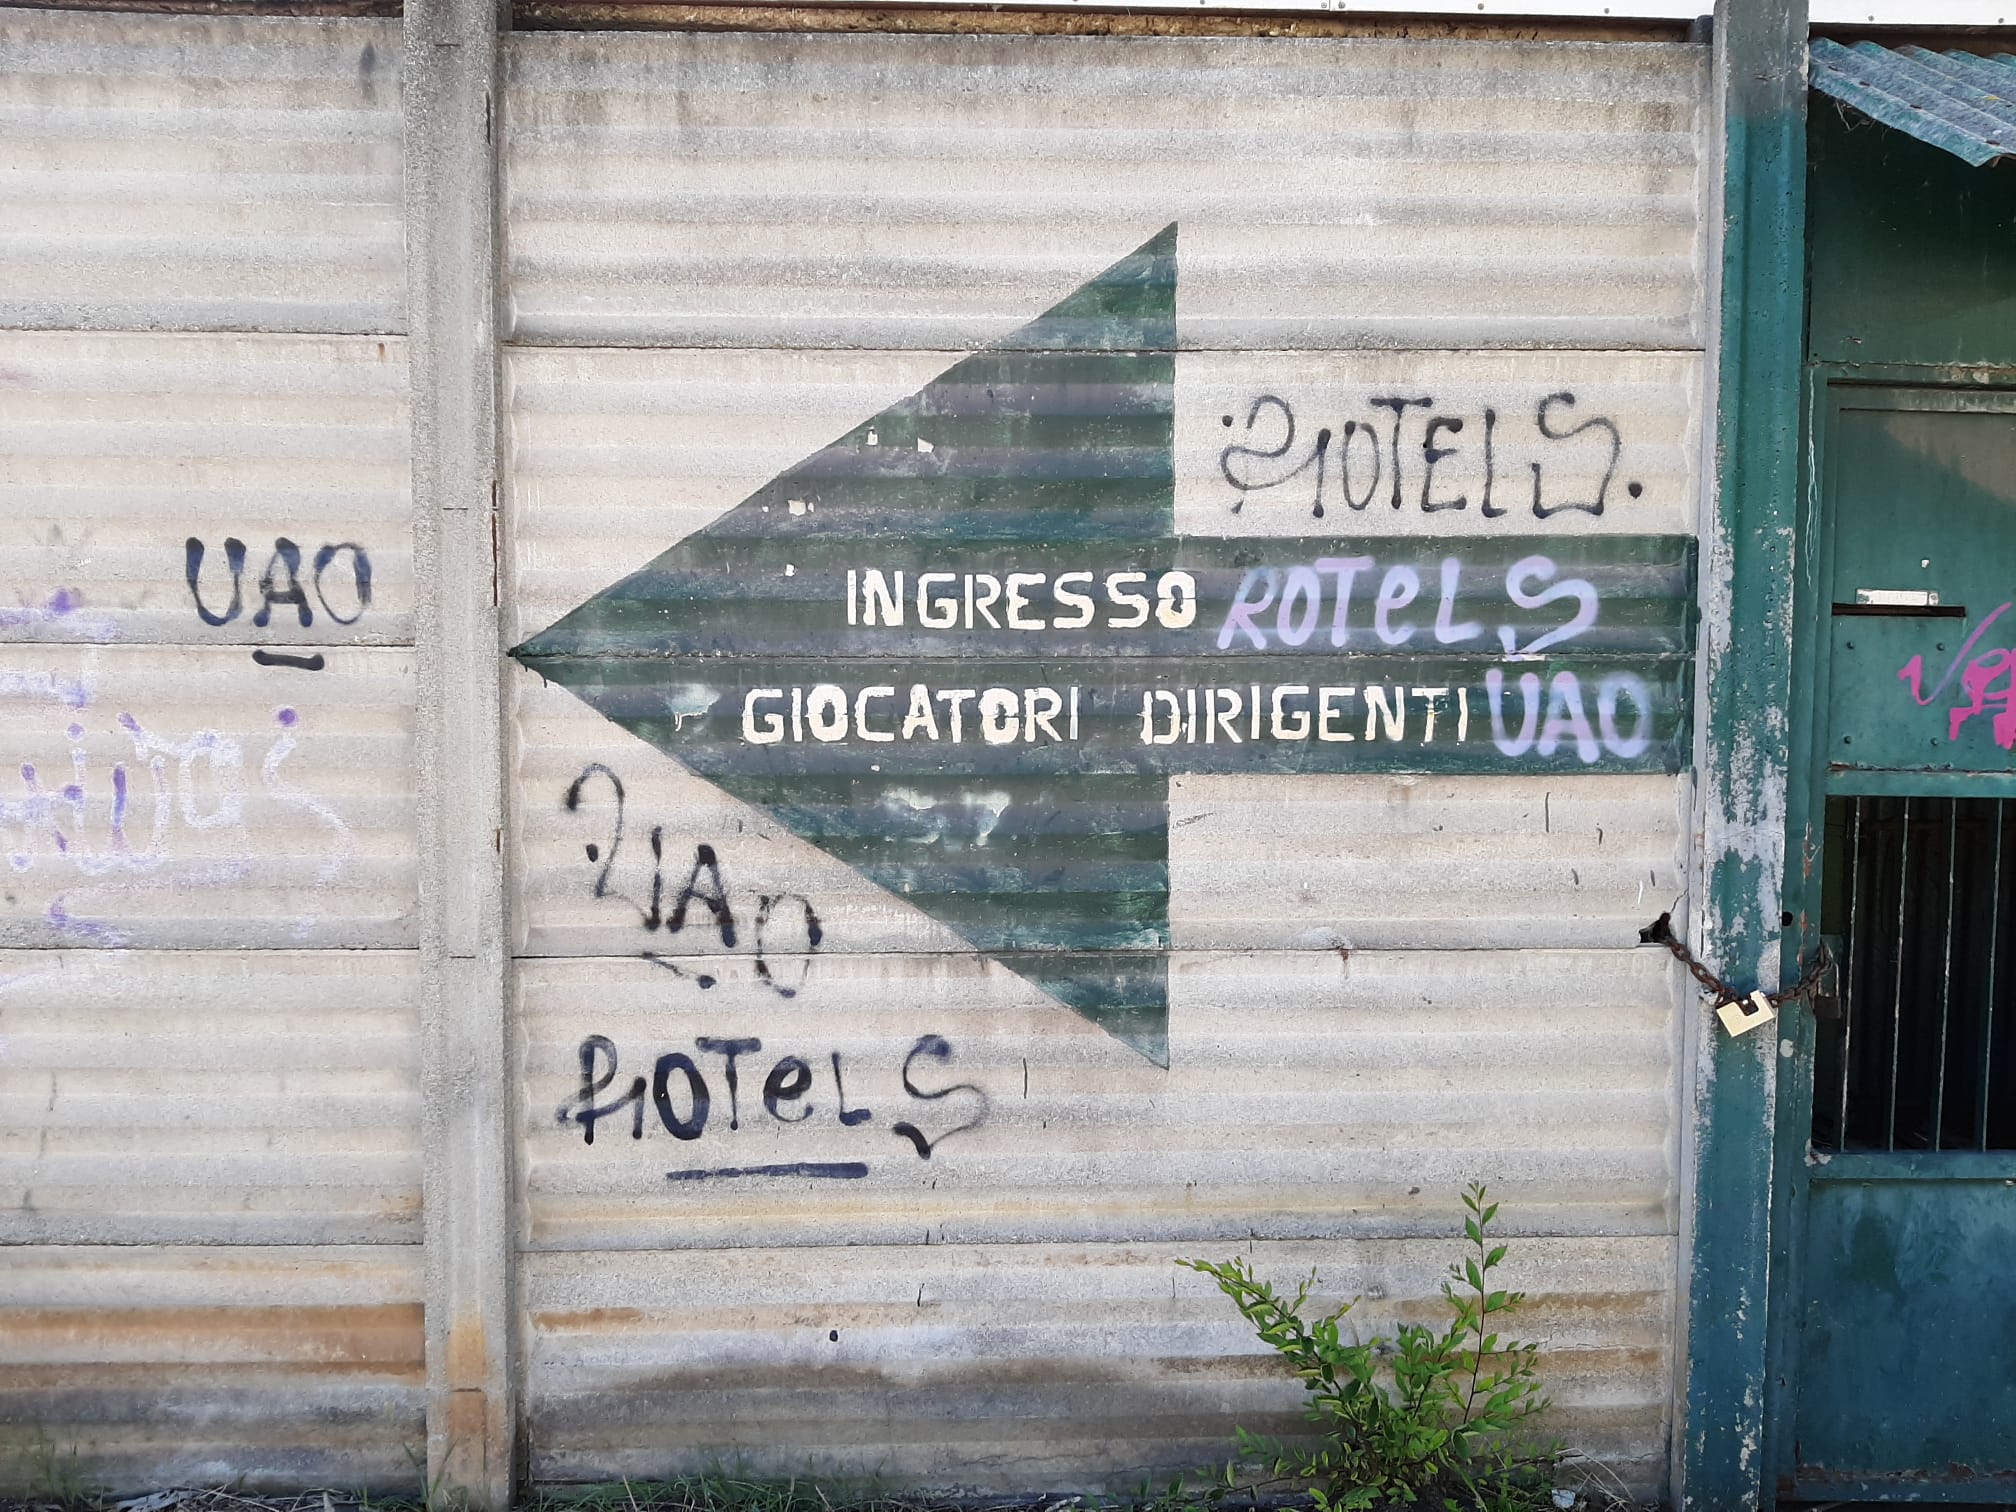 ROTELS.
UAO
INGRESSO ROTeLS
GIOCATORI DIRIGENTI UAO
UAO
ROTeLS